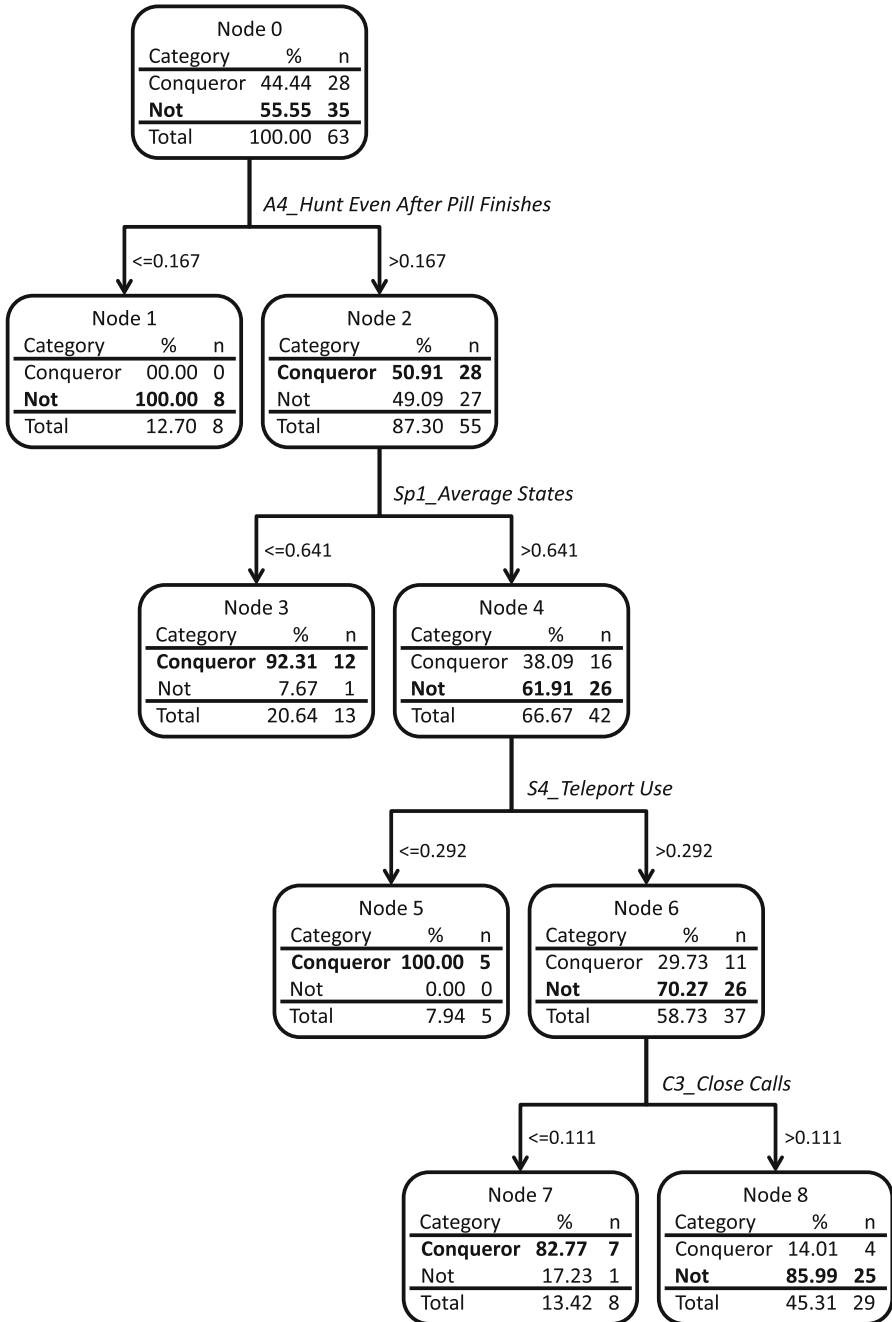 Node 0
Category % n
Conqueror 44.44 28
Not 55.55 35
Total 100.00 63
A4_Hunt Even After Pill Finishes
<=0.167
>0.167
Node 1
Category % n
Conqueror 00.00 0
Not 100.00 8
Total 12.70 8
Node 2
Category % n
Conqueror 50.91 28
Not 49.09 27
Total 87.30 55
Sp1_Average States
<=0.641
>0.641
Node 3
Category % n
Conqueror 92.31 12
Not 7.67 1
Total 20.64 13
Node 4
Category % n
Conqueror 38.09 16
Not 61.91 26
Total 66.67 42
S4_Teleport Use
<=0.292
>0.292
Node 5
Category % n
Conqueror 100.00 5
Not 0.00 0
Total 7.94 5
Node 6
Category % n
Conqueror 29.73 11
Not 70.27 26
Total 58.73 37
C3_Close Calls
<=0.111
>0.111
Node 7
Category % n
Conqueror 82.77 7
Not 17.23 1
Total 13.42 8
Node 8
Category % n
Conqueror 14.01 4
Not 85.99 25
Total 45.31 29